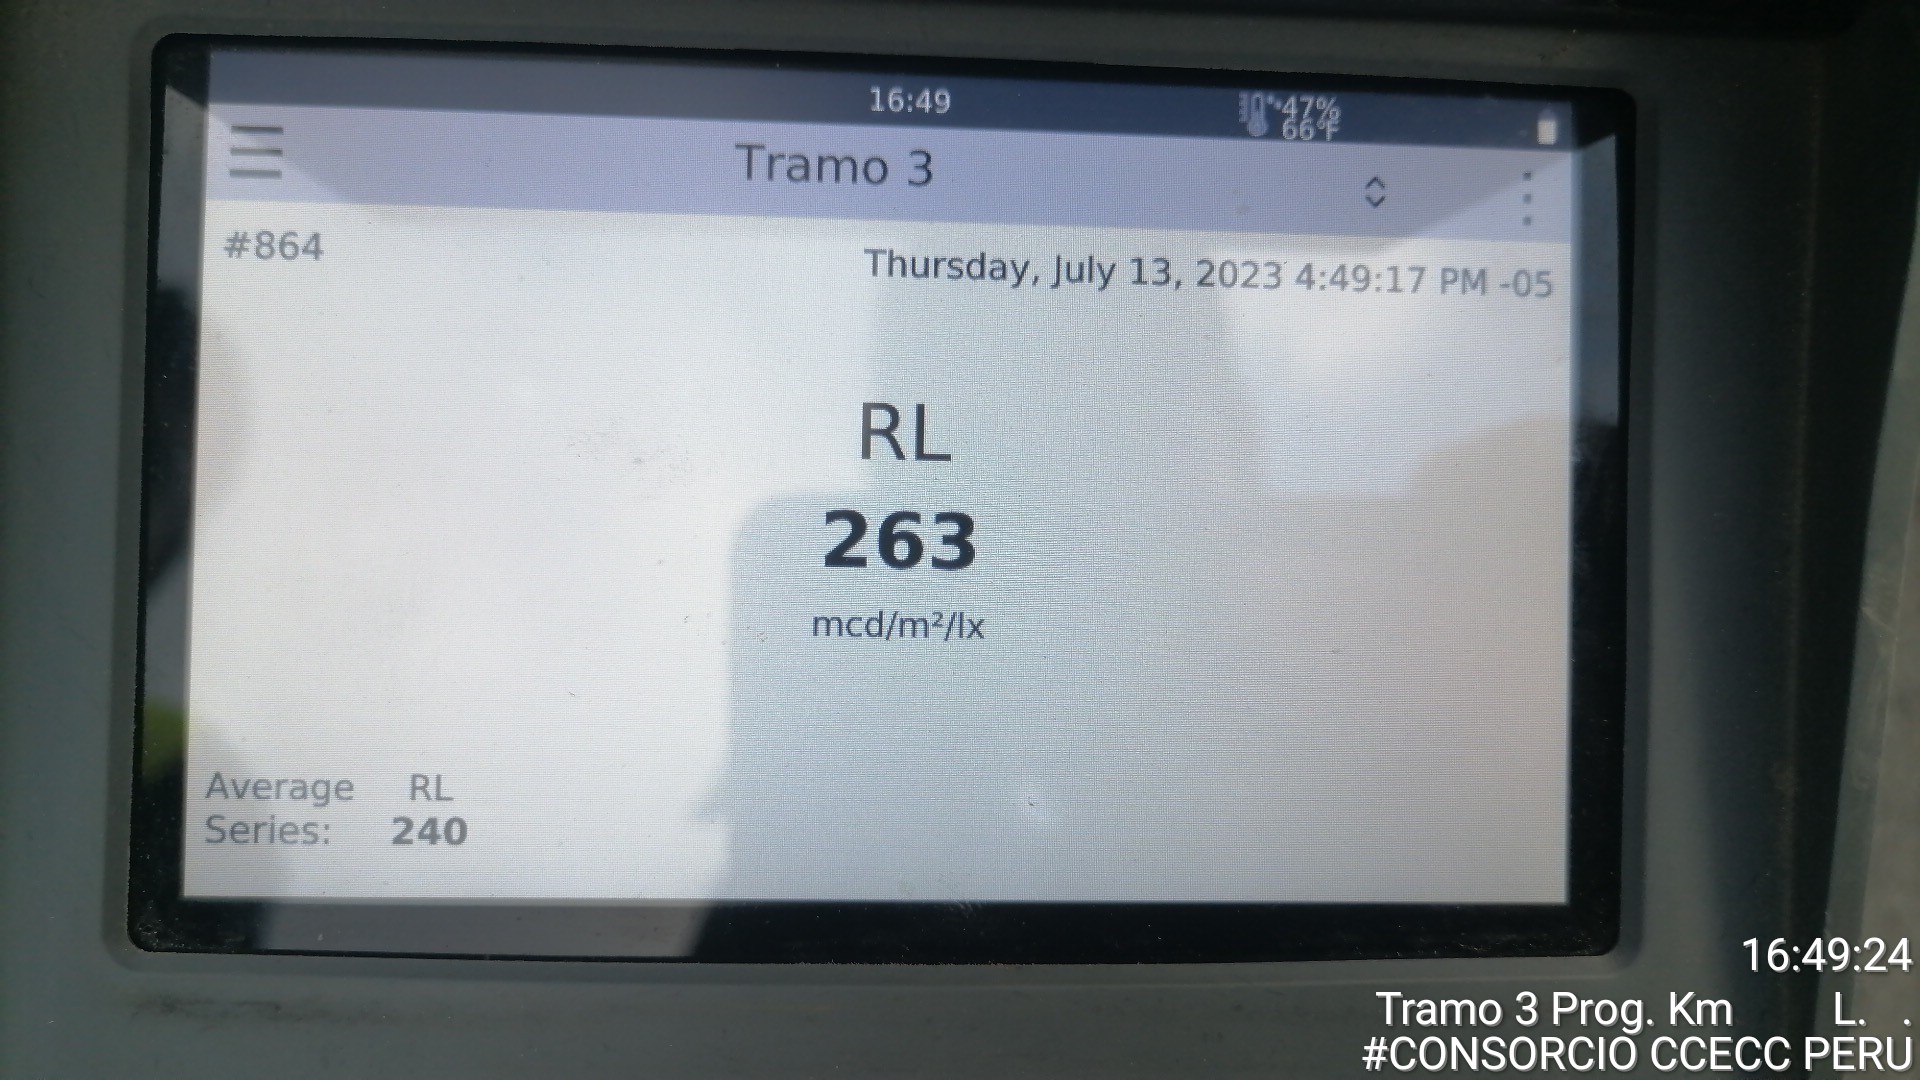 16:49
47%
66°F
Tramo 3
#864
Thursday, July 13, 2023 4:49:17 PM -05
RL
263
mcd/m²/lx
Average RL
Series: 240
16:49:24
Tramo 3 Prog. Km L. .
#CONSORCIO CCECC PERU